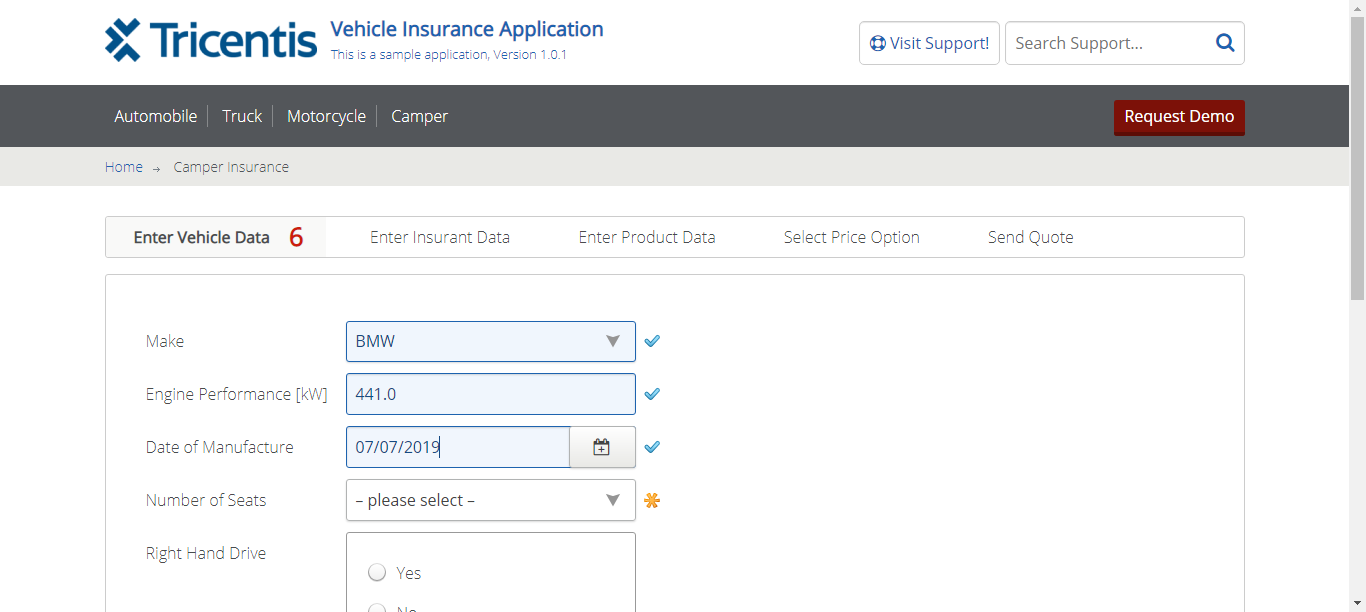 Tricentis
Vehicle Insurance Application
This is a sample application, Version 1.0.1
Visit Support!
Search Support...
Automobile
Truck
Motorcycle
Camper
Request Demo
Home → Camper Insurance
Enter Vehicle Data 6
Enter Insurant Data
Enter Product Data
Select Price Option
Send Quote
Make
BMW
Engine Performance [kW]
441.0
Date of Manufacture
07/07/2019
Number of Seats
– please select –
Right Hand Drive
Yes
No